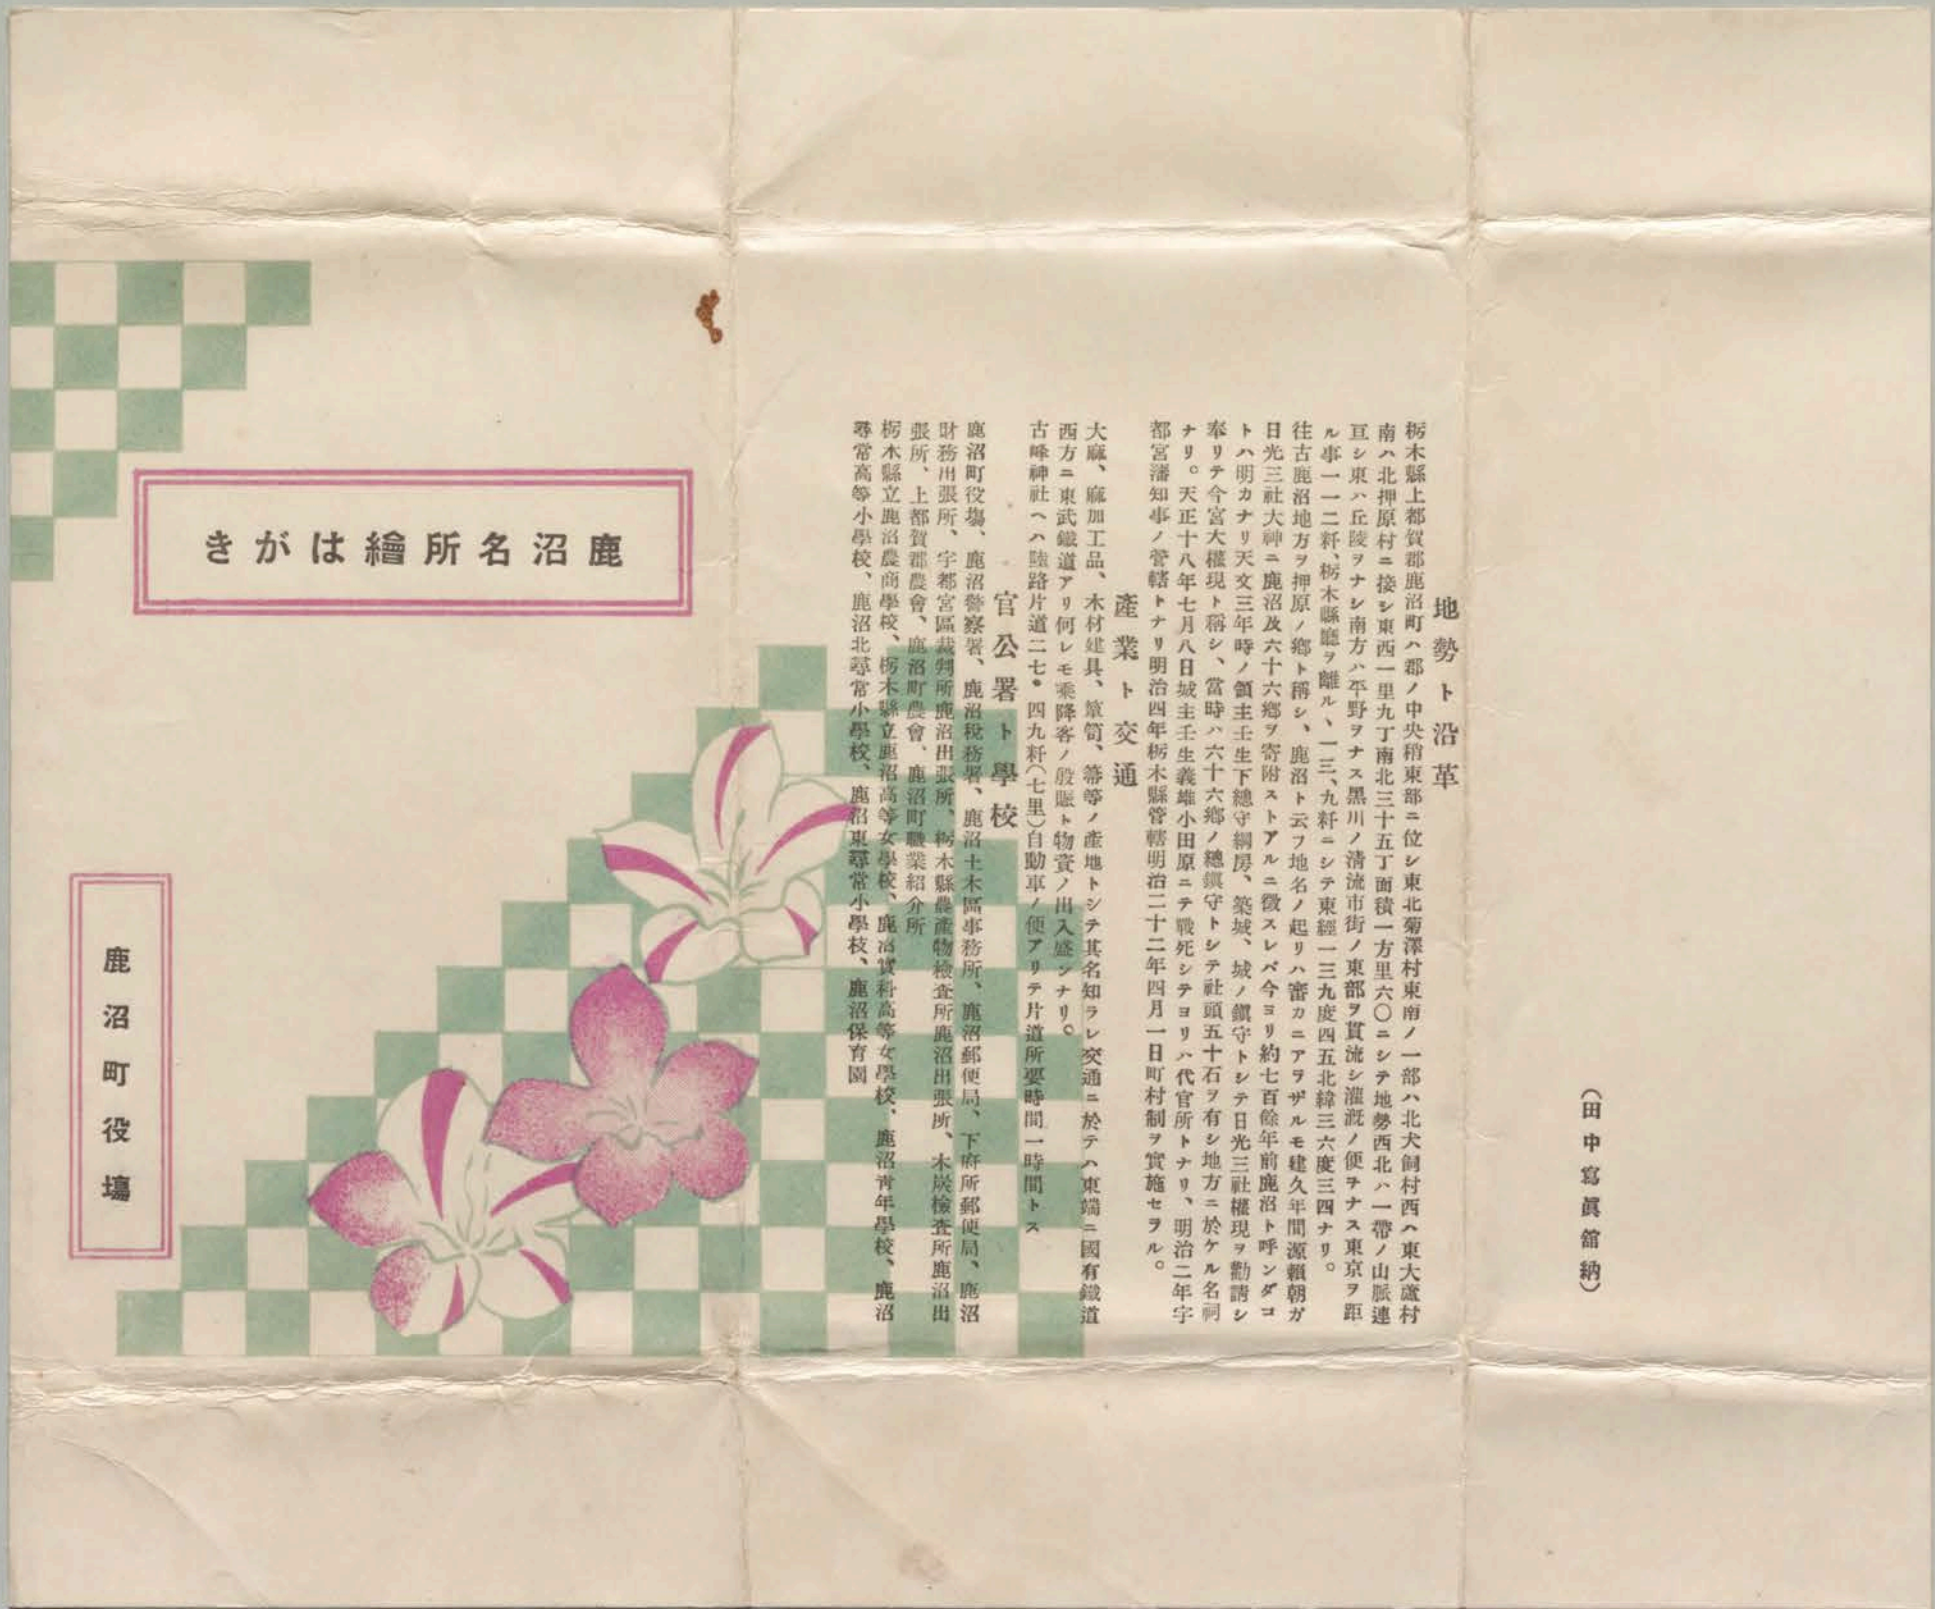 鹿沼名所繪はがき
鹿沼町役塲
地勢ト沿革
栃木縣上都賀郡鹿沼町ハ郡ノ中央稍東部ニ位シ東北菊澤村東南ノ一部ハ北犬飼村西ハ東大蘆村
南ハ北押原村ニ接シ東西一里九丁南北三十五丁面積一方里六〇ニシテ地勢西北ハ一帶ノ山脈連
亘シ東ハ丘陵ヲナシ南方ハ平野ヲナス黑川ノ清流市街ノ東部ヲ貫流シ灌漑ノ便ヲナス東京ヲ距
ル事一一二粁、栃木縣廳ヲ離ル、一三、九粁ニシテ東經一三九度四五北緯三六度三四ナリ。
往古鹿沼地方ヲ押原ノ鄕ト稱シ、鹿沼ト云フ地名ノ起リハ審カニアラザルモ建久年間源賴朝ガ
日光三社大神ニ鹿沼及六十六鄕ヲ寄附ストアルニ徵スレバ今ヨリ約七百餘年前鹿沼ト呼ンダコ
トハ明カナリ天文三年時ノ領主壬生下總守綱房、築城、城ノ鎭守トシテ日光三社權現ヲ勸請シ
奉リテ今宮大權現ト稱シ、當時ハ六十六鄕ノ總鎭守トシテ社頭五十石ヲ有シ地方ニ於ケル名祠
ナリ。天正十八年七月八日城主壬生義雄小田原ニテ戰死シテヨリハ代官所トナリ、明治二年宇
都宮藩知事ノ管轄トナリ明治四年栃木縣管轄明治二十二年四月一日町村制ヲ實施セラル。
產業ト交通
大麻、麻加工品、木材建具、簞笥、箒等ノ產地トシテ其名知ラレ交通ニ於テハ東端ニ國有鐵道
西方ニ東武鐵道アリ何レモ乘降客ノ殷賑ト物資ノ出入盛ンナリ。
古峰神社ヘハ陸路片道二七・四九粁(七里)自動車ノ便アリテ片道所要時間一時間トス
官公署ト學校
鹿沼町役塲、鹿沼警察署、鹿沼稅務署、鹿沼土木區事務所、鹿沼郵便局、下府所郵便局、鹿沼
財務出張所、宇都宮區裁判所鹿沼出張所、栃木縣農產物檢査所鹿沼出張所、木炭檢査所鹿沼出
張所、上都賀郡農會、鹿沼町農會、鹿沼町職業紹介所
栃木縣立鹿沼農商學校、栃木縣立鹿沼高等女學校、鹿沼實科高等女學校、鹿沼靑年學校、鹿沼
尋常高等小學校、鹿沼北尋常小學校、鹿沼東尋常小學校、鹿沼保育園
(田中寫眞舘納)